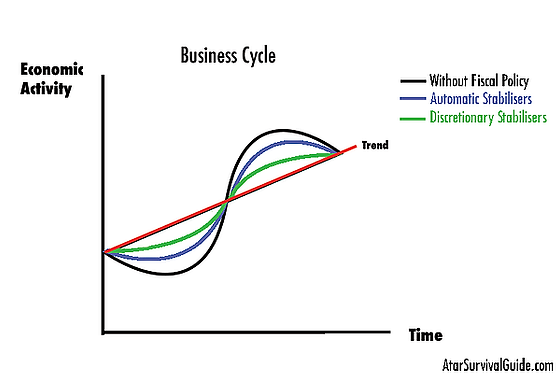 Business Cycle
Economic
Activity
Without Fiscal Policy
Automatic Stabilisers
Discretionary Stabilisers
Trend
Time
AtarSurvivalGuide.com